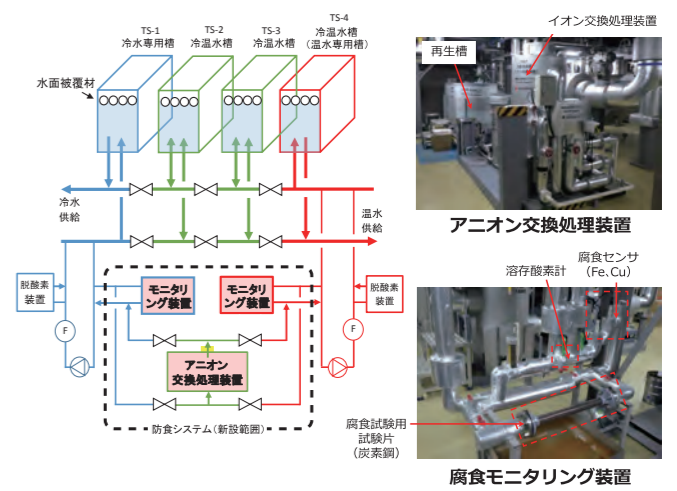 TS-1
冷水専用槽
TS-2
冷温水槽
TS-3
冷温水槽
TS-4
冷温水槽
(温水専用槽)
水面被覆材
冷水
供給
温水
供給
脱酸素
装置
F
モニタリ
ング装置
モニタリ
ング装置
脱酸素
装置
F
アニオン
交換処理装置
防食システム(新設範囲)
イオン交換処理装置
再生槽
アニオン交換処理装置
腐食センサ
(Fe、Cu)
溶存酸素計
腐食試験用
試験片
(炭素鋼)
腐食モニタリング装置